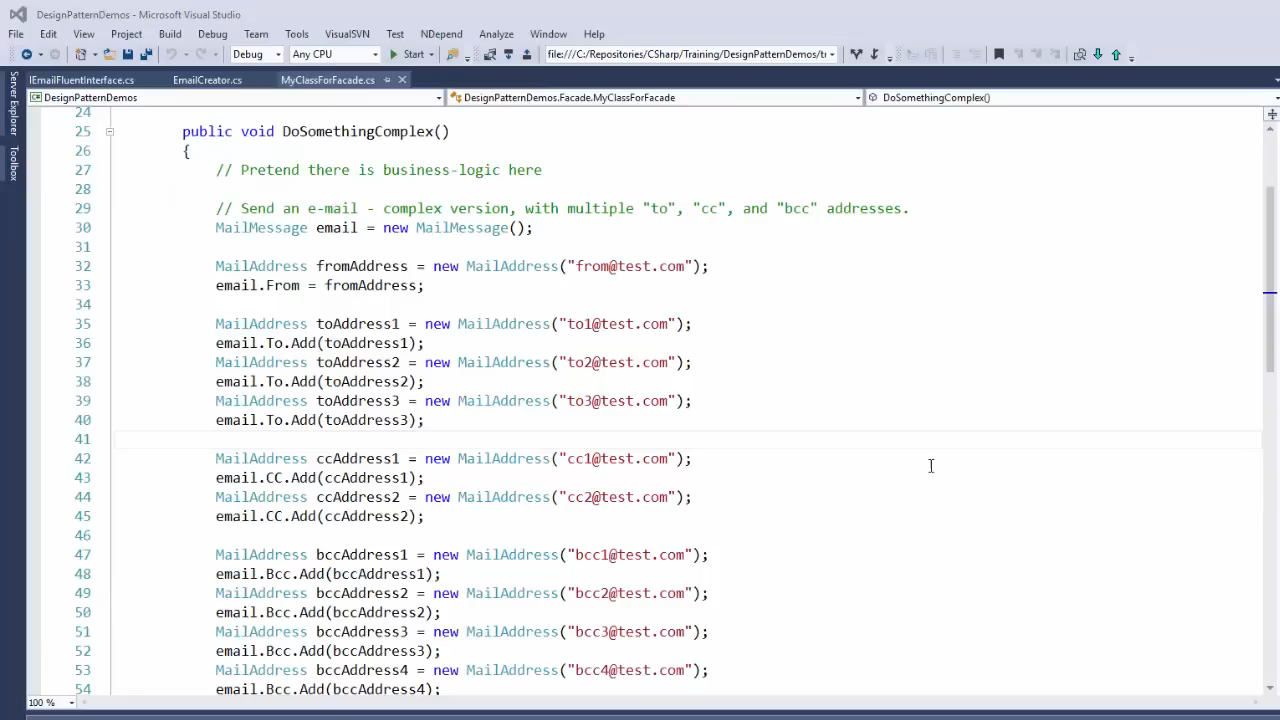 DesignPatternDemos - Microsoft Visual Studio
File Edit View Project Build Debug Team Tools VisualSVN Test NDepend Analyze Window Help
Debug Any CPU Start file:///C:/Repositories/CSharp/Training/DesignPatternDemos/tr
IEmailFluentInterface.cs EmailCreator.cs MyClassForFacade.cs
DesignPatternDemos DesignPatternDemos.Facade.MyClassForFacade DoSomethingComplex()
Server Explorer
Toolbox
24
25 public void DoSomethingComplex()
26 {
27 // Pretend there is business-logic here
28
29 // Send an e-mail - complex version, with multiple "to", "cc", and "bcc" addresses.
30 MailMessage email = new MailMessage();
31
32 MailAddress fromAddress = new MailAddress("from@test.com");
33 email.From = fromAddress;
34
35 MailAddress toAddress1 = new MailAddress("to1@test.com");
36 email.To.Add(toAddress1);
37 MailAddress toAddress2 = new MailAddress("to2@test.com");
38 email.To.Add(toAddress2);
39 MailAddress toAddress3 = new MailAddress("to3@test.com");
40 email.To.Add(toAddress3);
41
42 MailAddress ccAddress1 = new MailAddress("cc1@test.com");
43 email.CC.Add(ccAddress1);
44 MailAddress ccAddress2 = new MailAddress("cc2@test.com");
45 email.CC.Add(ccAddress2);
46
47 MailAddress bccAddress1 = new MailAddress("bcc1@test.com");
48 email.Bcc.Add(bccAddress1);
49 MailAddress bccAddress2 = new MailAddress("bcc2@test.com");
50 email.Bcc.Add(bccAddress2);
51 MailAddress bccAddress3 = new MailAddress("bcc3@test.com");
52 email.Bcc.Add(bccAddress3);
53 MailAddress bccAddress4 = new MailAddress("bcc4@test.com");
54 email.Bcc.Add(bccAddress4);
100 %